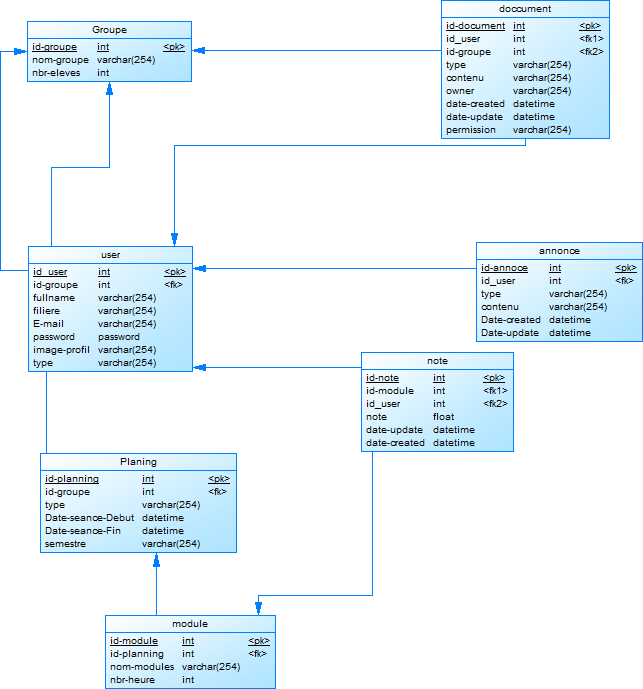 Groupe
id-groupe int <pk>
nom-groupe varchar(254)
nbr-eleves int
doccument
id-document int <pk>
id_user int <fk1>
id-groupe int <fk2>
type varchar(254)
contenu varchar(254)
owner varchar(254)
date-created datetime
date-update datetime
permission varchar(254)
user
id_user int <pk>
id-groupe int <fk>
fullname varchar(254)
filiere varchar(254)
E-mail varchar(254)
password password
image-profil varchar(254)
type varchar(254)
annonce
id-annoce int <pk>
id_user int <fk>
type varchar(254)
contenu varchar(254)
Date-created datetime
Date-update datetime
note
id-note int <pk>
id-module int <fk1>
id_user int <fk2>
note float
date-update datetime
date-created datetime
Planing
id-planning int <pk>
id-groupe int <fk>
type varchar(254)
Date-seance-Debut datetime
Date-seance-Fin datetime
semestre varchar(254)
module
id-module int <pk>
id-planning int <fk>
nom-modules varchar(254)
nbr-heure int